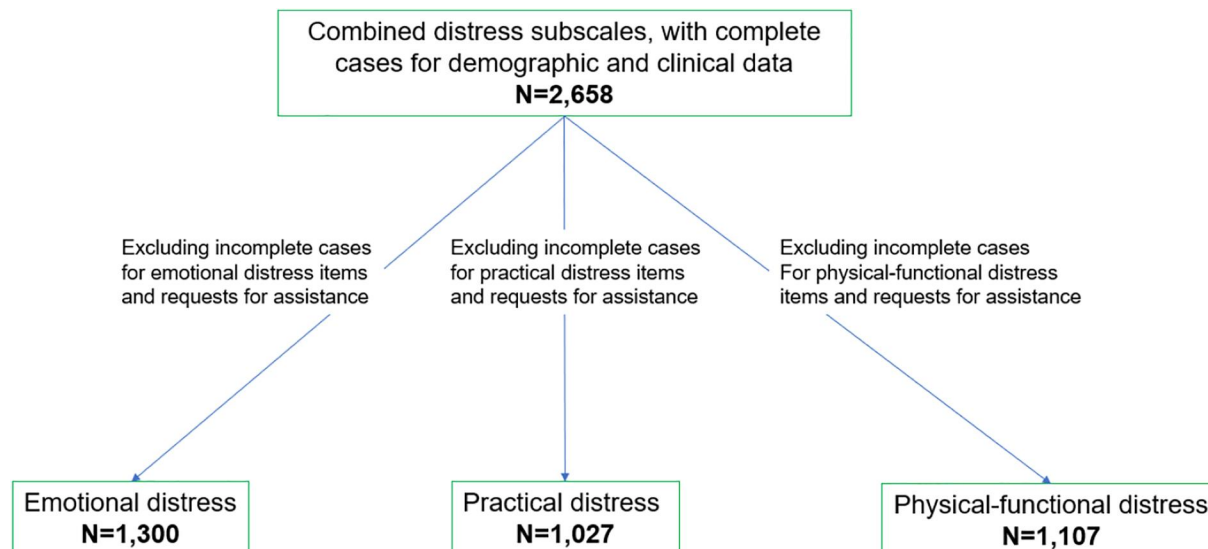 Combined distress subscales, with complete
cases for demographic and clinical data
N=2,658
Excluding incomplete cases
for emotional distress items
and requests for assistance
Excluding incomplete cases
for practical distress items
and requests for assistance
Excluding incomplete cases
For physical-functional distress
items and requests for assistance
Emotional distress
N=1,300
Practical distress
N=1,027
Physical-functional distress
N=1,107